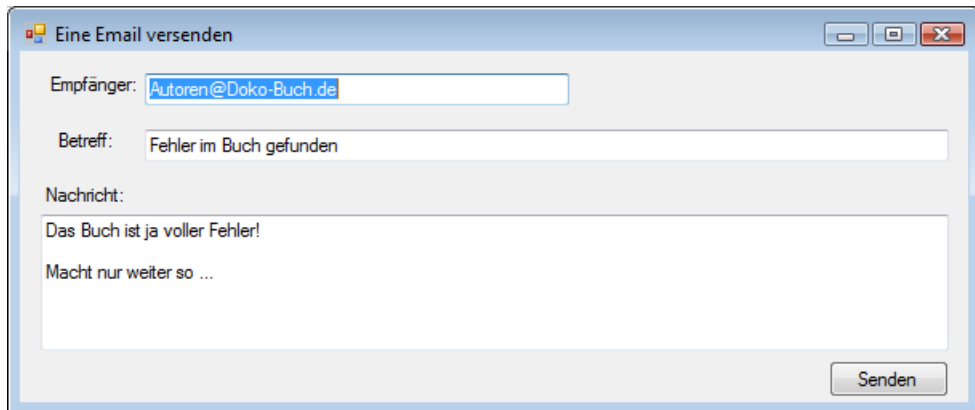 Eine Email versenden
Empfänger: Autoren@Doko-Buch.de
Betreff: Fehler im Buch gefunden
Nachricht:
Das Buch ist ja voller Fehler!
Macht nur weiter so ...
Senden